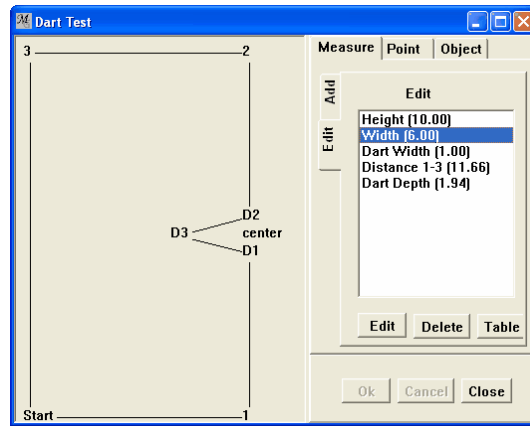 Dart Test
3
2
D2
D3
center
D1
Start
1
Measure
Point
Object
Add
Edit
Edit
Height (10.00)
Width (6.00)
Dart Width (1.00)
Distance 1-3 (11.66)
Dart Depth (1.94)
Edit
Delete
Table
Ok
Cancel
Close